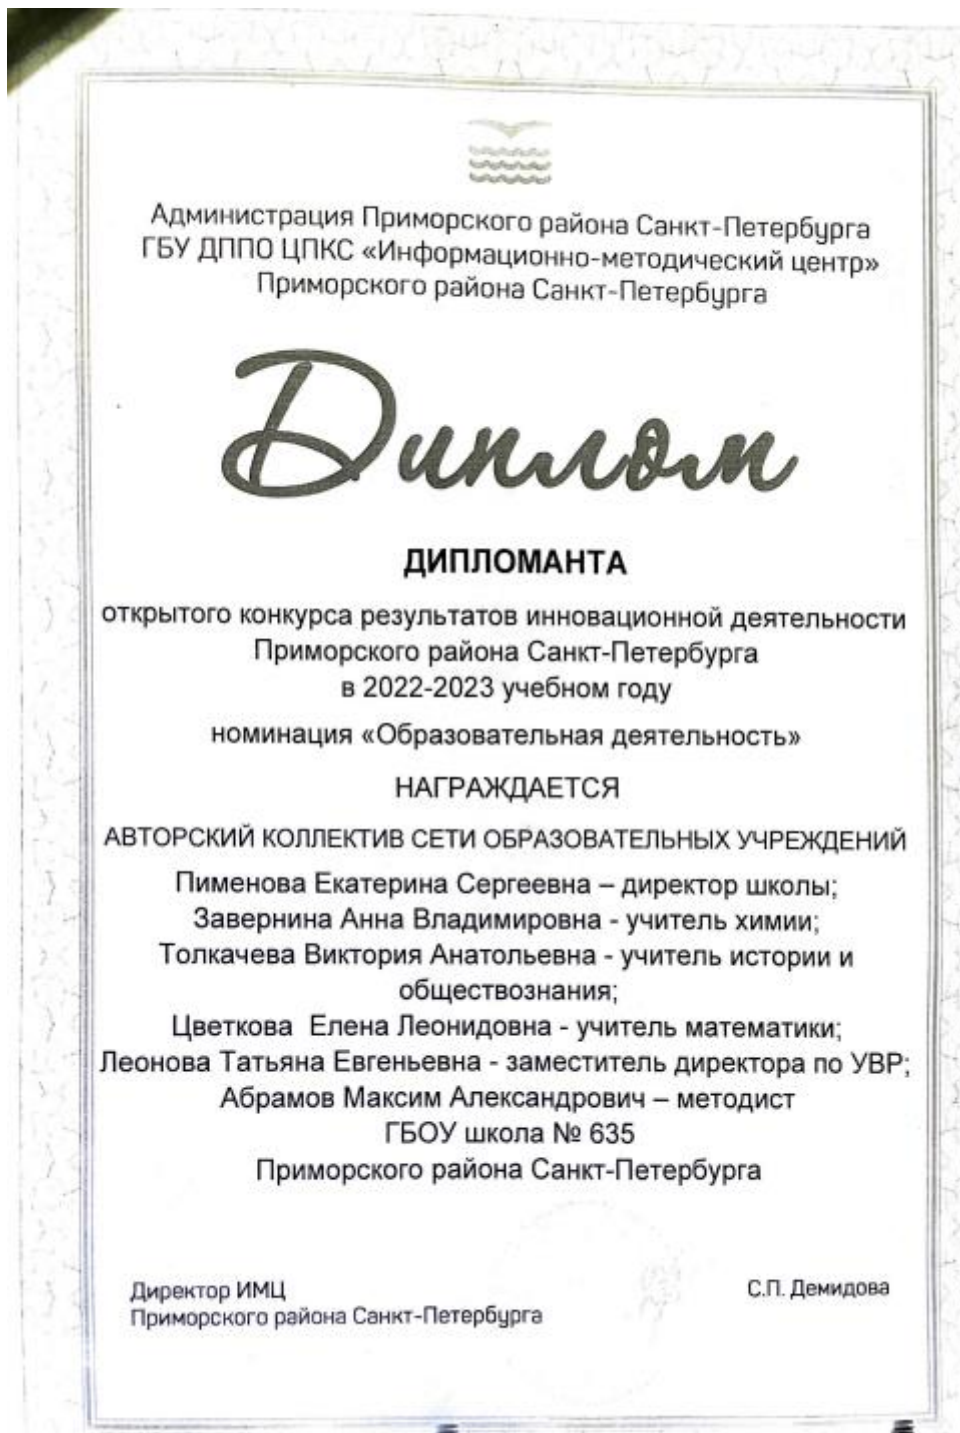 Администрация Приморского района Санкт-Петербурга
ГБУ ДППО ЦПКС «Информационно-методический центр»
Приморского района Санкт-Петербурга
Диплом
ДИПЛОМАНТА
открытого конкурса результатов инновационной деятельности
Приморского района Санкт-Петербурга
в 2022-2023 учебном году
номинация «Образовательная деятельность»
НАГРАЖДАЕТСЯ
АВТОРСКИЙ КОЛЛЕКТИВ СЕТИ ОБРАЗОВАТЕЛЬНЫХ УЧРЕЖДЕНИЙ
Пименова Екатерина Сергеевна – директор школы;
Завернина Анна Владимировна - учитель химии;
Толкачева Виктория Анатольевна - учитель истории и
обществознания;
Цветкова Елена Леонидовна - учитель математики;
Леонова Татьяна Евгеньевна - заместитель директора по УВР;
Абрамов Максим Александрович – методист
ГБОУ школа № 635
Приморского района Санкт-Петербурга
Директор ИМЦ
Приморского района Санкт-Петербурга
С.П. Демидова